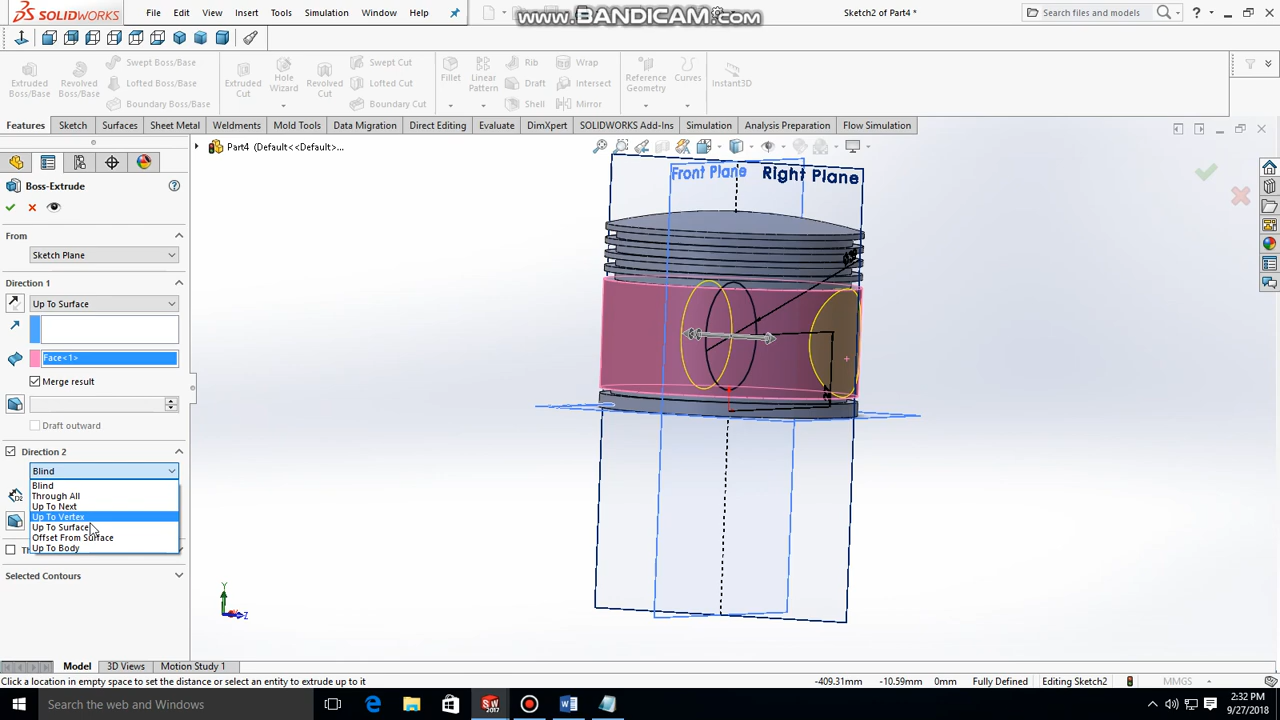 SOLIDWORKS
File Edit View Insert Tools Simulation Window Help
www.BANDICAM.com
Sketch2 of Part4 *
Search files and models
Extruded Boss/Base
Revolved Boss/Base
Swept Boss/Base
Lofted Boss/Base
Boundary Boss/Base
Extruded Cut
Hole Wizard
Revolved Cut
Swept Cut
Lofted Cut
Boundary Cut
Fillet
Linear Pattern
Rib
Draft
Shell
Wrap
Intersect
Mirror
Reference Geometry
Curves
Instant3D
Features Sketch Surfaces Sheet Metal Weldments Mold Tools Data Migration Direct Editing Evaluate DimXpert SOLIDWORKS Add-Ins Simulation Analysis Preparation Flow Simulation
Part4 (Default<<Default>...
Boss-Extrude
From
Sketch Plane
Direction 1
Up To Surface
Face<1>
Merge result
Draft outward
Direction 2
Blind
Blind
Through All
Up To Next
Up To Vertex
Up To Surface
Offset From Surface
Up To Body
Selected Contours
Front Plane
Right Plane
Y
Z
Model 3D Views Motion Study 1
Click a location in empty space to set the distance or select an entity to extrude up to it
-409.31mm -10.59mm 0mm Fully Defined Editing Sketch2 MMGS
Search the web and Windows
2:32 PM
9/27/2018